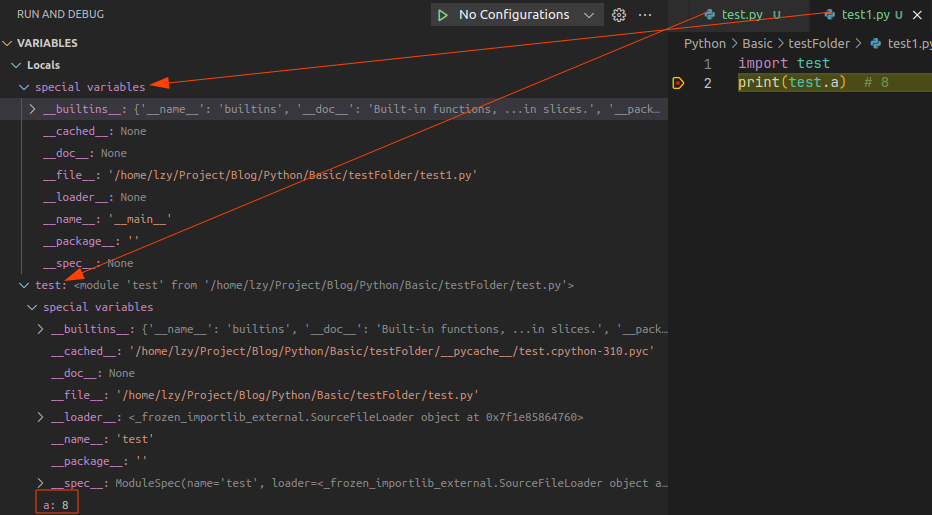 RUN AND DEBUG
No Configurations
VARIABLES
Locals
special variables
__builtins__: {'__name__': 'builtins', '__doc__': 'Built-in functions, ...in slices.', '__pack…
__cached__: None
__doc__: None
__file__: '/home/lzy/Project/Blog/Python/Basic/testFolder/test1.py'
__loader__: None
__name__: '__main__'
__package__: ''
__spec__: None
test: <module 'test' from '/home/lzy/Project/Blog/Python/Basic/testFolder/test.py'>
special variables
__builtins__: {'__name__': 'builtins', '__doc__': 'Built-in functions, ...in slices.', '__pack…
__cached__: '/home/lzy/Project/Blog/Python/Basic/testFolder/__pycache__/test.cpython-310.pyc'
__doc__: None
__file__: '/home/lzy/Project/Blog/Python/Basic/testFolder/test.py'
__loader__: <_frozen_importlib_external.SourceFileLoader object at 0x7f1e85864760>
__name__: 'test'
__package__: ''
__spec__: ModuleSpec(name='test', loader=<_frozen_importlib_external.SourceFileLoader object a…
a: 8
test.py U
test1.py U
Python > Basic > testFolder > test1.py
1 import test
2 print(test.a) # 8